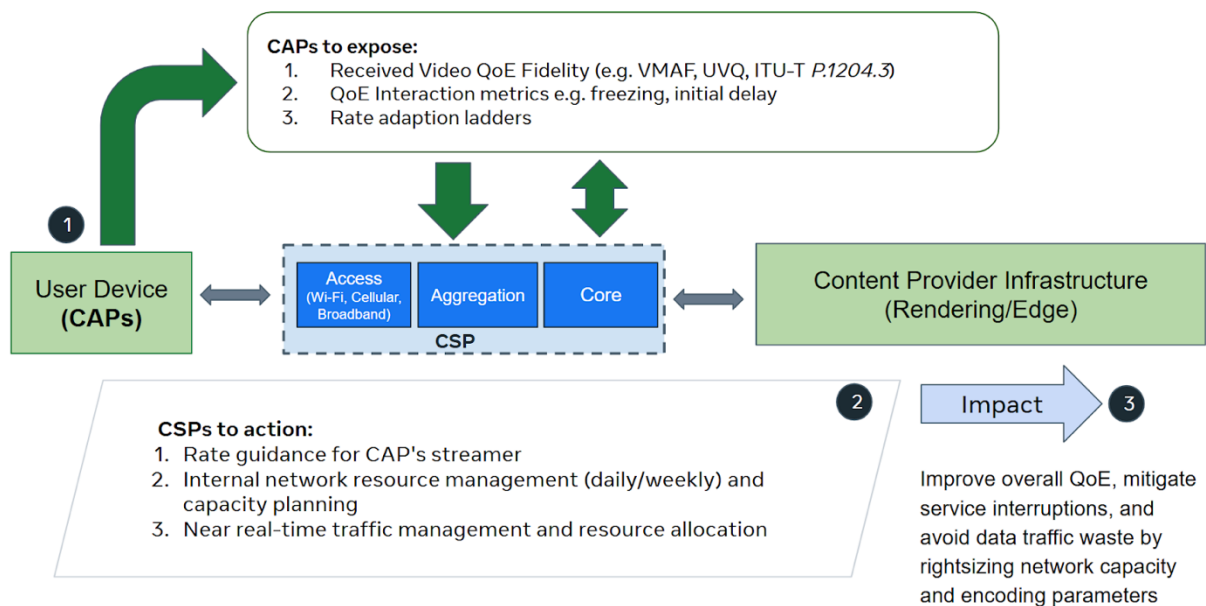 CAPs to expose:
1. Received Video QoE Fidelity (e.g. VMAF, UVQ, ITU-T P.1204.3)
2. QoE Interaction metrics e.g. freezing, initial delay
3. Rate adaption ladders
1
User Device
(CAPs)
Access
(Wi-Fi, Cellular,
Broadband)
Aggregation
Core
CSP
Content Provider Infrastructure
(Rendering/Edge)
2
CSPs to action:
1. Rate guidance for CAP's streamer
2. Internal network resource management (daily/weekly) and
capacity planning
3. Near real-time traffic management and resource allocation
Impact
3
Improve overall QoE, mitigate
service interruptions, and
avoid data traffic waste by
rightsizing network capacity
and encoding parameters